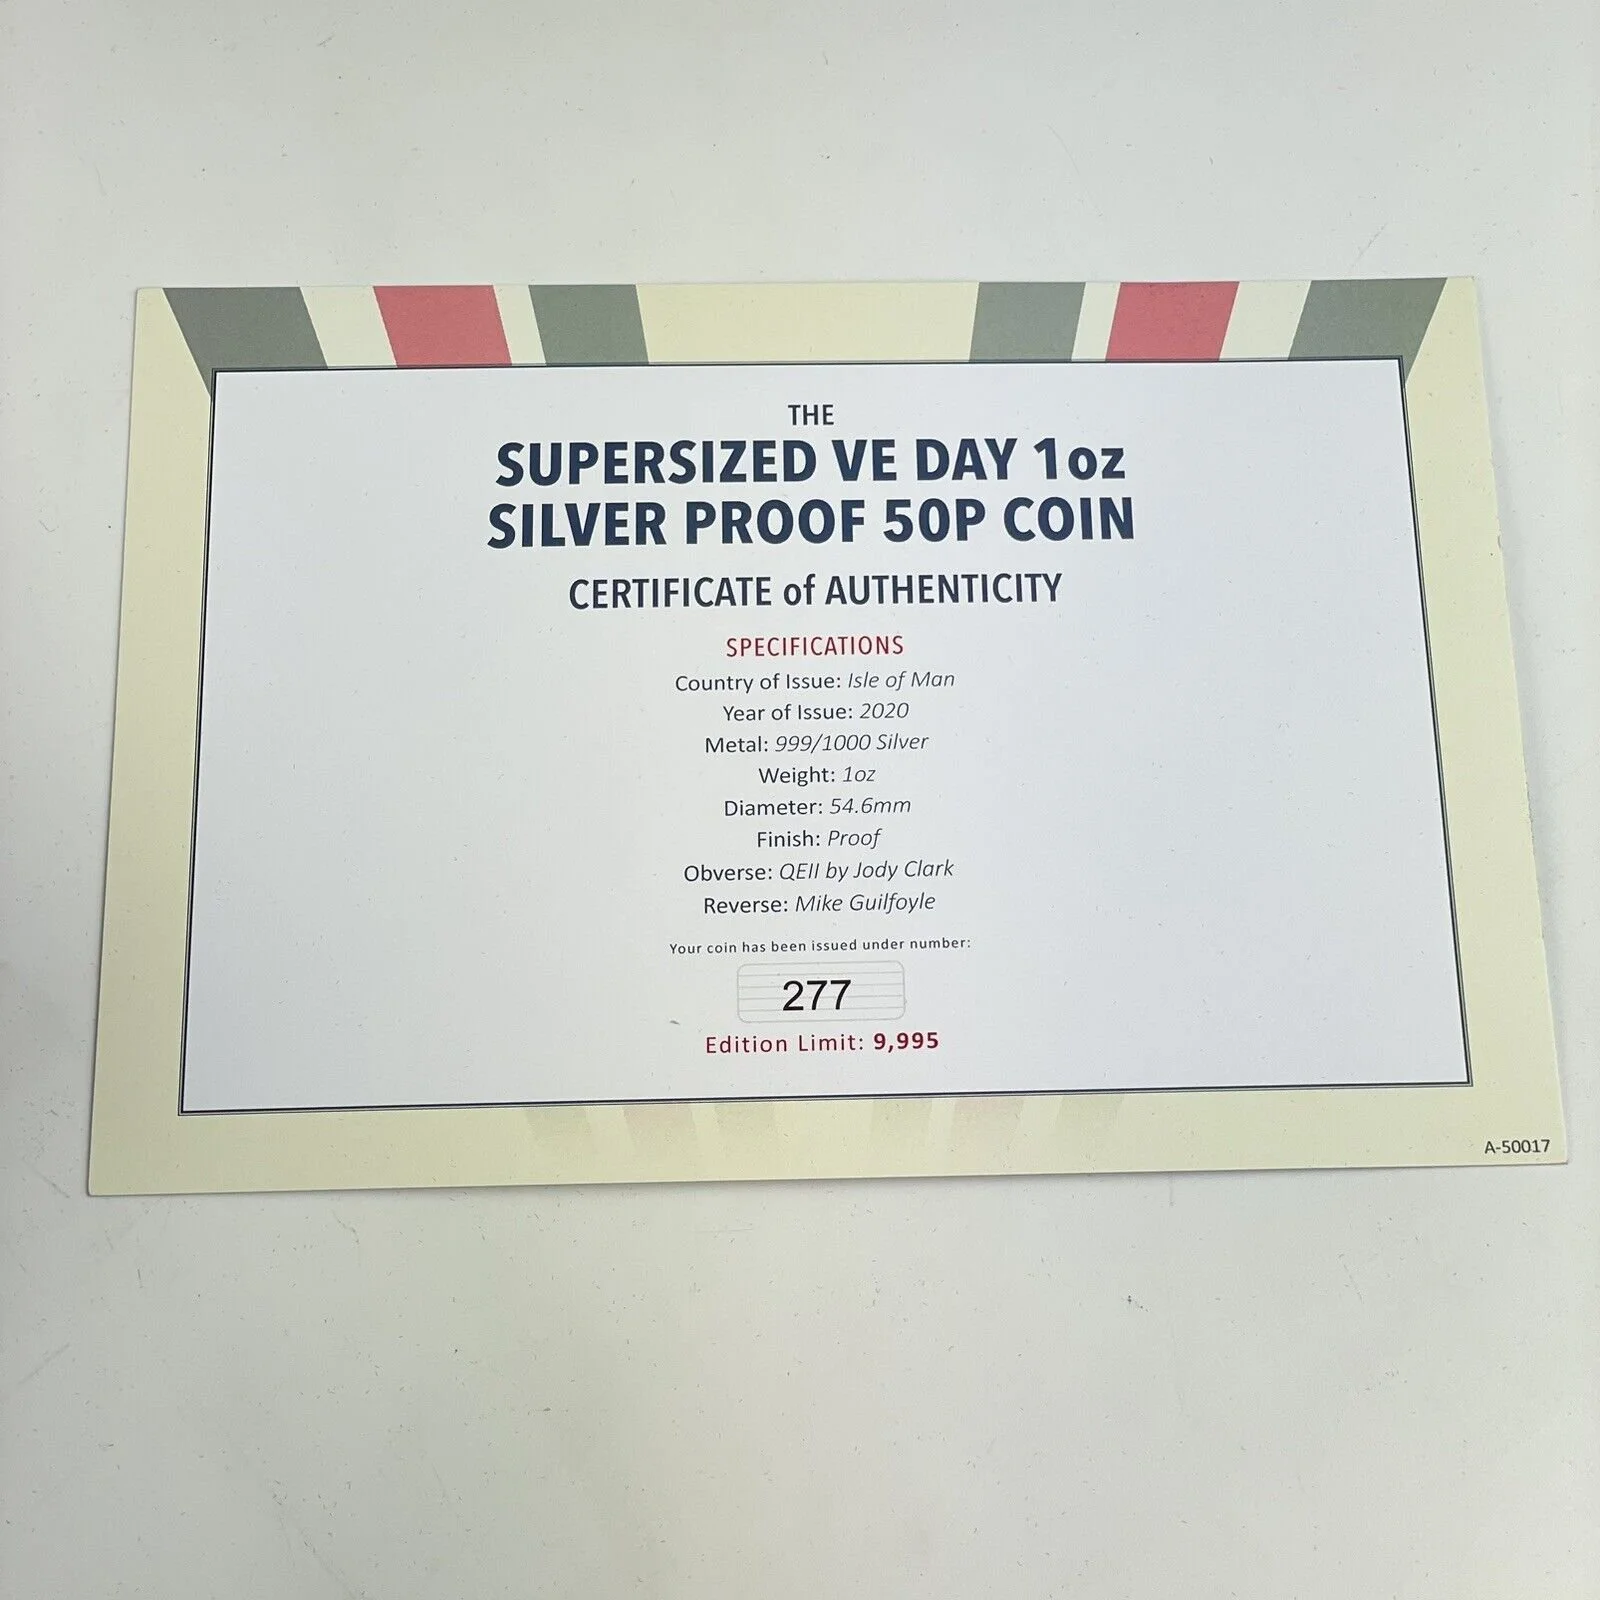 THE
SUPERSIZED VE DAY 1oz
SILVER PROOF 50P COIN
CERTIFICATE of AUTHENTICITY
SPECIFICATIONS
Country of Issue: Isle of Man
Year of Issue: 2020
Metal: 999/1000 Silver
Weight: 1oz
Diameter: 54.6mm
Finish: Proof
Obverse: QEII by Jody Clark
Reverse: Mike Guilfoyle
Your coin has been issued under number:
277
Edition Limit: 9,995
A-50017